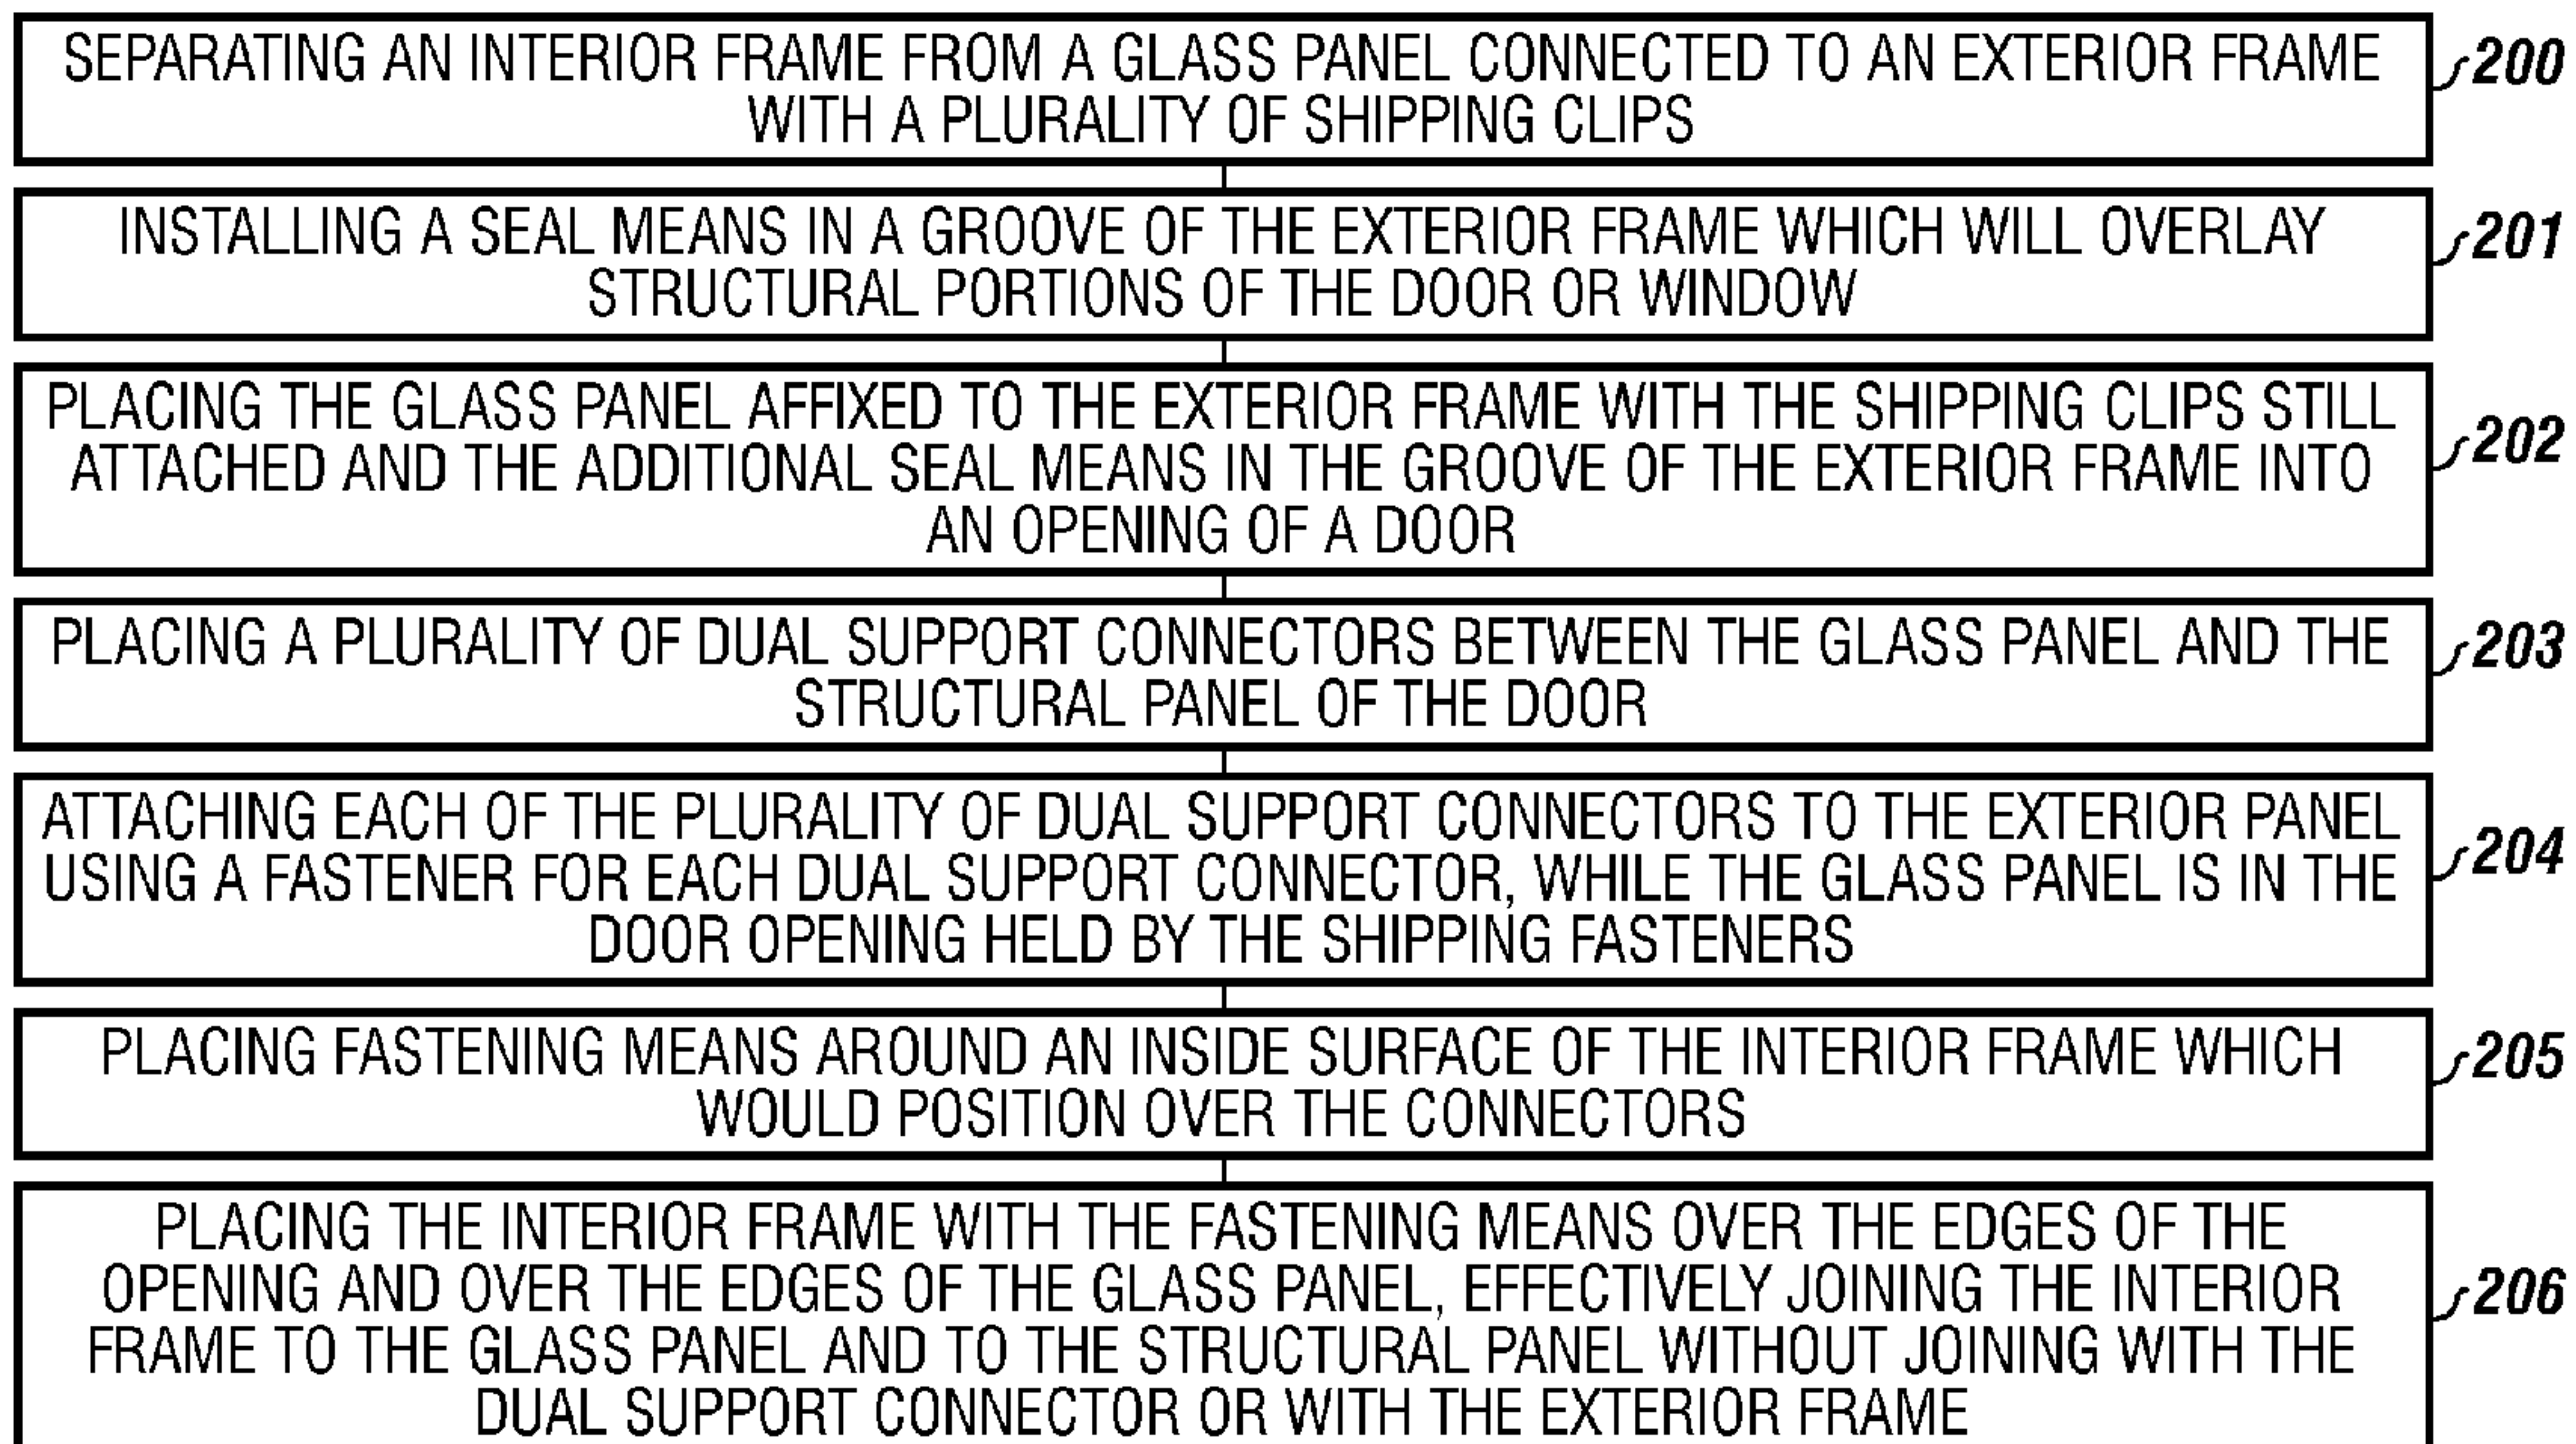 SEPARATING AN INTERIOR FRAME FROM A GLASS PANEL CONNECTED TO AN EXTERIOR FRAME
WITH A PLURALITY OF SHIPPING CLIPS
200
INSTALLING A SEAL MEANS IN A GROOVE OF THE EXTERIOR FRAME WHICH WILL OVERLAY
STRUCTURAL PORTIONS OF THE DOOR OR WINDOW
201
PLACING THE GLASS PANEL AFFIXED TO THE EXTERIOR FRAME WITH THE SHIPPING CLIPS STILL
ATTACHED AND THE ADDITIONAL SEAL MEANS IN THE GROOVE OF THE EXTERIOR FRAME INTO
AN OPENING OF A DOOR
202
PLACING A PLURALITY OF DUAL SUPPORT CONNECTORS BETWEEN THE GLASS PANEL AND THE
STRUCTURAL PANEL OF THE DOOR
203
ATTACHING EACH OF THE PLURALITY OF DUAL SUPPORT CONNECTORS TO THE EXTERIOR PANEL
USING A FASTENER FOR EACH DUAL SUPPORT CONNECTOR, WHILE THE GLASS PANEL IS IN THE
DOOR OPENING HELD BY THE SHIPPING FASTENERS
204
PLACING FASTENING MEANS AROUND AN INSIDE SURFACE OF THE INTERIOR FRAME WHICH
WOULD POSITION OVER THE CONNECTORS
205
PLACING THE INTERIOR FRAME WITH THE FASTENING MEANS OVER THE EDGES OF THE
OPENING AND OVER THE EDGES OF THE GLASS PANEL, EFFECTIVELY JOINING THE INTERIOR
FRAME TO THE GLASS PANEL AND TO THE STRUCTURAL PANEL WITHOUT JOINING WITH THE
DUAL SUPPORT CONNECTOR OR WITH THE EXTERIOR FRAME
206